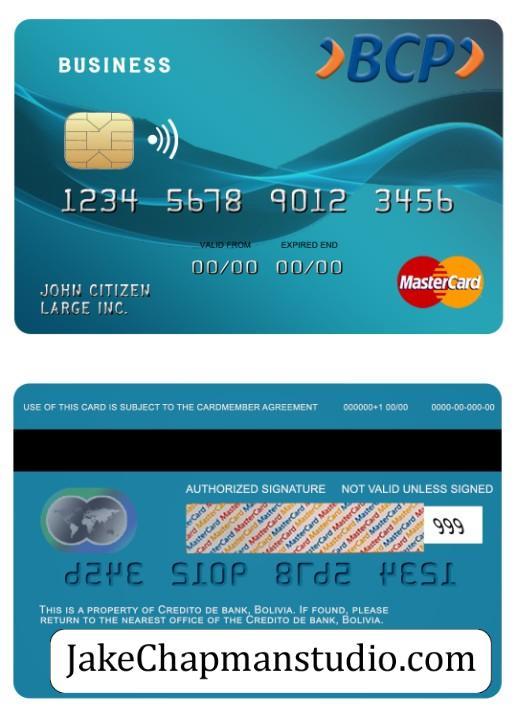 BUSINESS
BCP
1234 5678 9012 3456
VALID FROM EXPIRED END
00/00 00/00
JOHN CITIZEN
LARGE INC.
MasterCard
USE OF THIS CARD IS SUBJECT TO THE CARDMEMBER AGREEMENT 000000+1 00/00 0000-00-000-00
AUTHORIZED SIGNATURE NOT VALID UNLESS SIGNED
MasterCard MasterCard MasterCard
999
THIS IS A PROPERTY OF CREDITO DE BANK, BOLIVIA. IF FOUND, PLEASE
RETURN TO THE NEAREST OFFICE OF THE CREDITO DE BANK, BOLIVIA.
JakeChapmanstudio.com